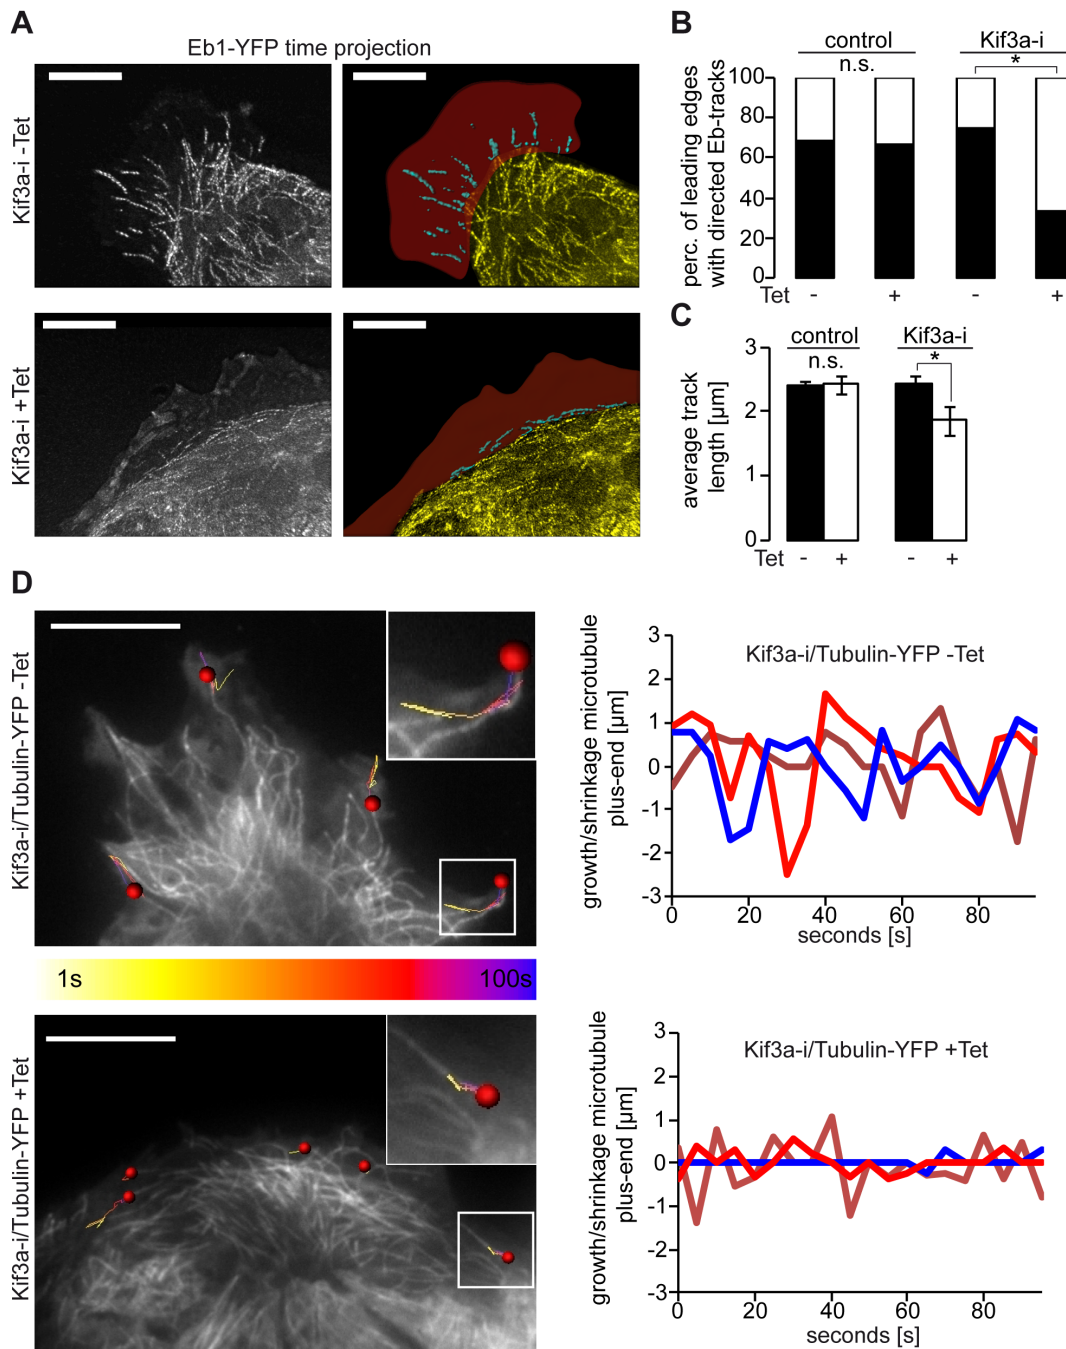 A
Eb1-YFP time projection
Kif3a-i -Tet
Kif3a-i +Tet
B
control
Kif3a-i
n.s.
*
perc. of leading edges
with directed Eb-tracks
100
80
60
40
20
0
Tet - + - +
C
control
Kif3a-i
n.s.
*
average track
length [µm]
3
2
1
0
Tet - + - +
D
Kif3a-i/Tubulin-YFP -Tet
1s
100s
Kif3a-i/Tubulin-YFP +Tet
Kif3a-i/Tubulin-YFP -Tet
growth/shrinkage microtubule
plus-end [µm]
3
2
1
0
-1
-2
-3
0 20 40 60 80
seconds [s]
Kif3a-i/Tubulin-YFP +Tet
growth/shrinkage microtubule
plus-end [µm]
3
2
1
0
-1
-2
-3
0 20 40 60 80
seconds [s]